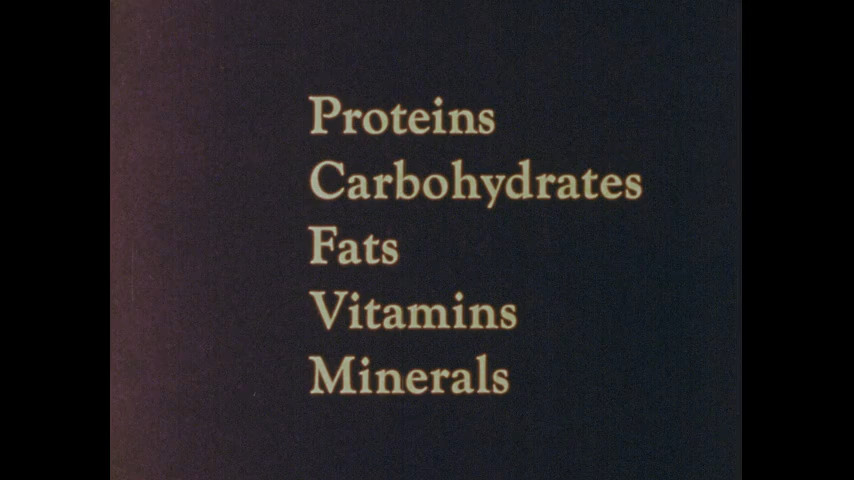 Proteins
Carbohydrates
Fats
Vitamins
Minerals